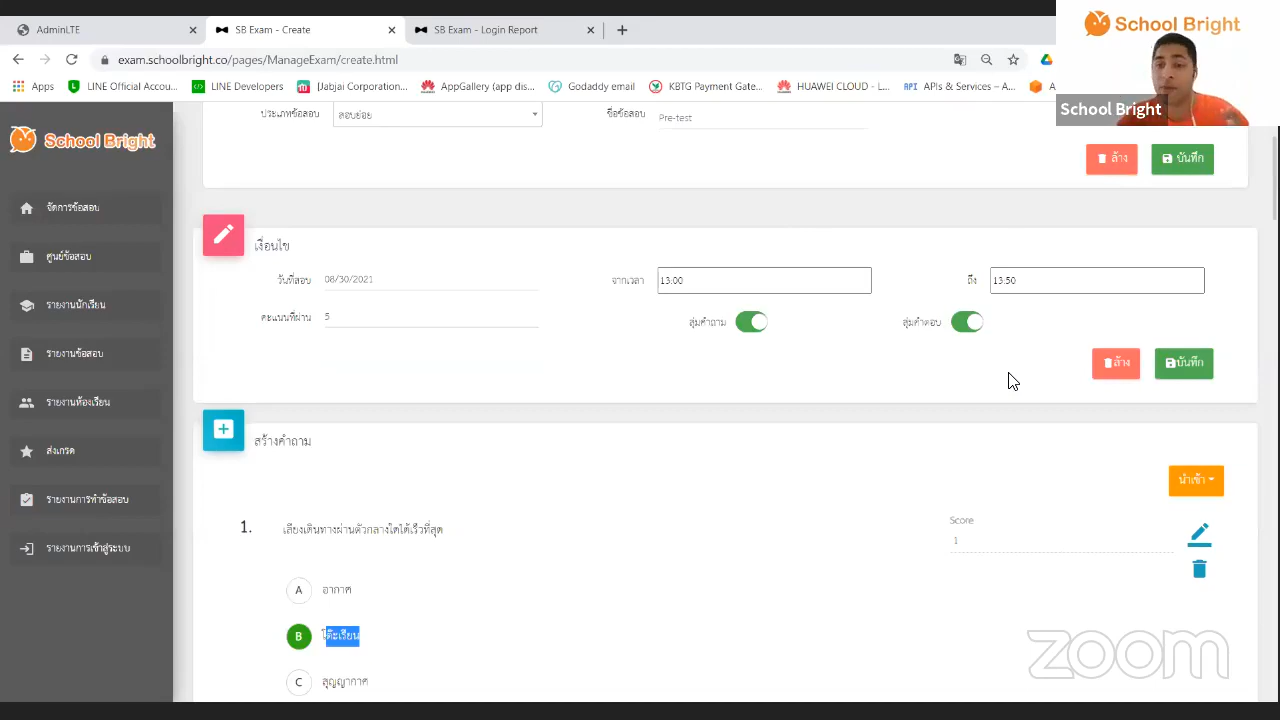 AdminLTE
SB Exam - Create
SB Exam - Login Report
School Bright
exam.schoolbright.co/pages/ManageExam/create.html
Apps
LINE Official Accou...
LINE Developers
[Jabjai Corporation]...
AppGallery (app dis...
Godaddy email
KBTG Payment Gate...
HUAWEI CLOUD - L...
API APIs & Services – A...
School Bright
ประเภทข้อสอบ
สอบย่อย
ชื่อข้อสอบ
Pre-test
School Bright
ล้าง
บันทึก
จัดการข้อสอบ
ศูนย์ข้อสอบ
รายงานนักเรียน
รายงานข้อสอบ
รายงานห้องเรียน
ส่งเกรด
รายงานการทำข้อสอบ
รายงานการเข้าสู่ระบบ
เงื่อนไข
วันที่สอบ
08/30/2021
จากเวลา
13:00
ถึง
13:50
คะแนนที่ผ่าน
5
สุ่มคำถาม
สุ่มคำตอบ
ล้าง
บันทึก
สร้างคำถาม
นำเข้า
1.
เสียงเดินทางผ่านตัวกลางใดได้เร็วที่สุด
Score
1
A
อากาศ
B
โต๊ะเรียน
C
สุญญากาศ
zoom